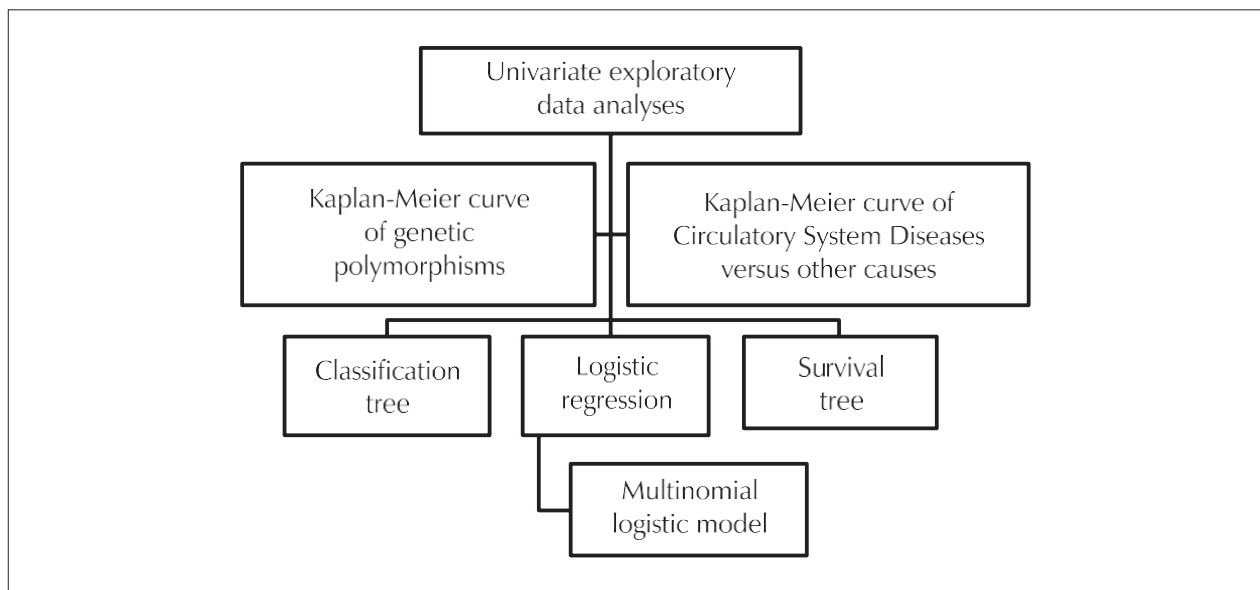 Univariate exploratory
data analyses
Kaplan-Meier curve
of genetic
polymorphisms
Kaplan-Meier curve of
Circulatory System Diseases
versus other causes
Classification
tree
Logistic
regression
Survival
tree
Multinomial
logistic model